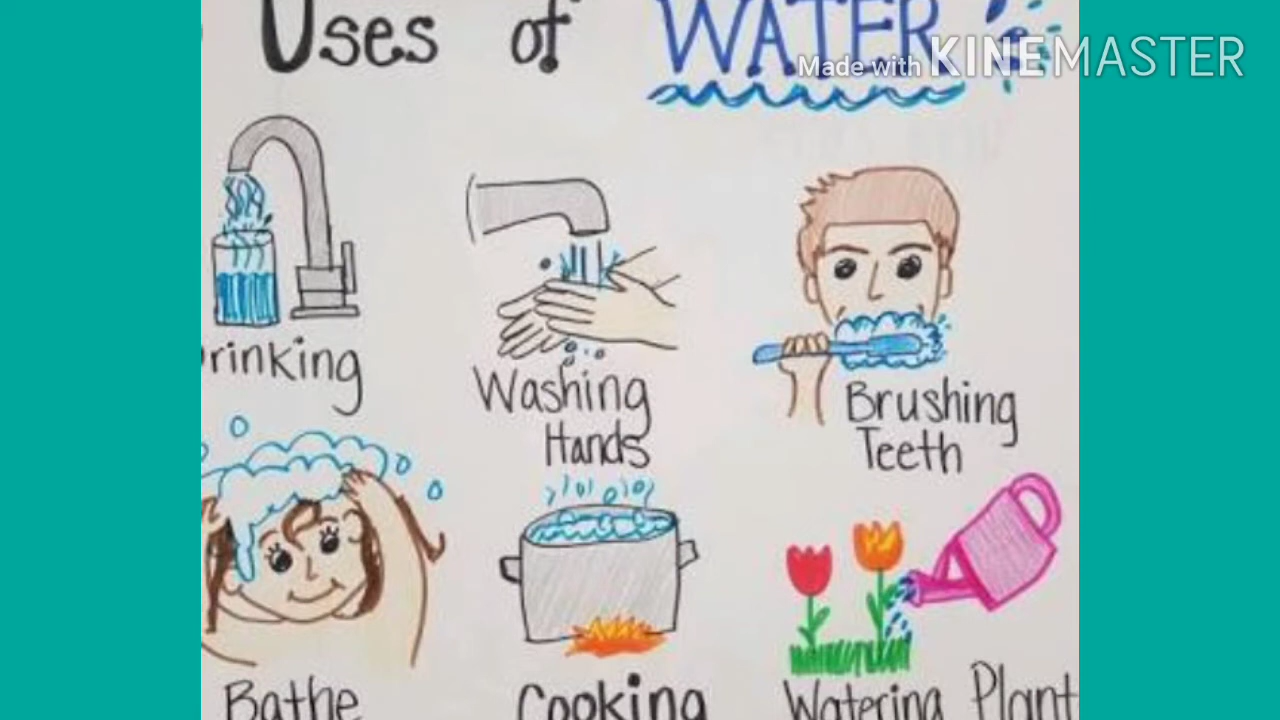 Uses of WATER
Made with KINEMASTER
rinking
Washing
Hands
Brushing
Teeth
Bathe
Cooking
Watering Plant